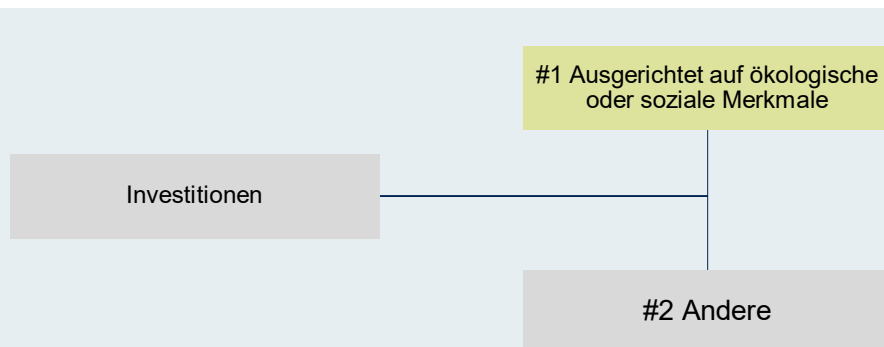 #1 Ausgerichtet auf ökologische
oder soziale Merkmale
Investitionen
#2 Andere